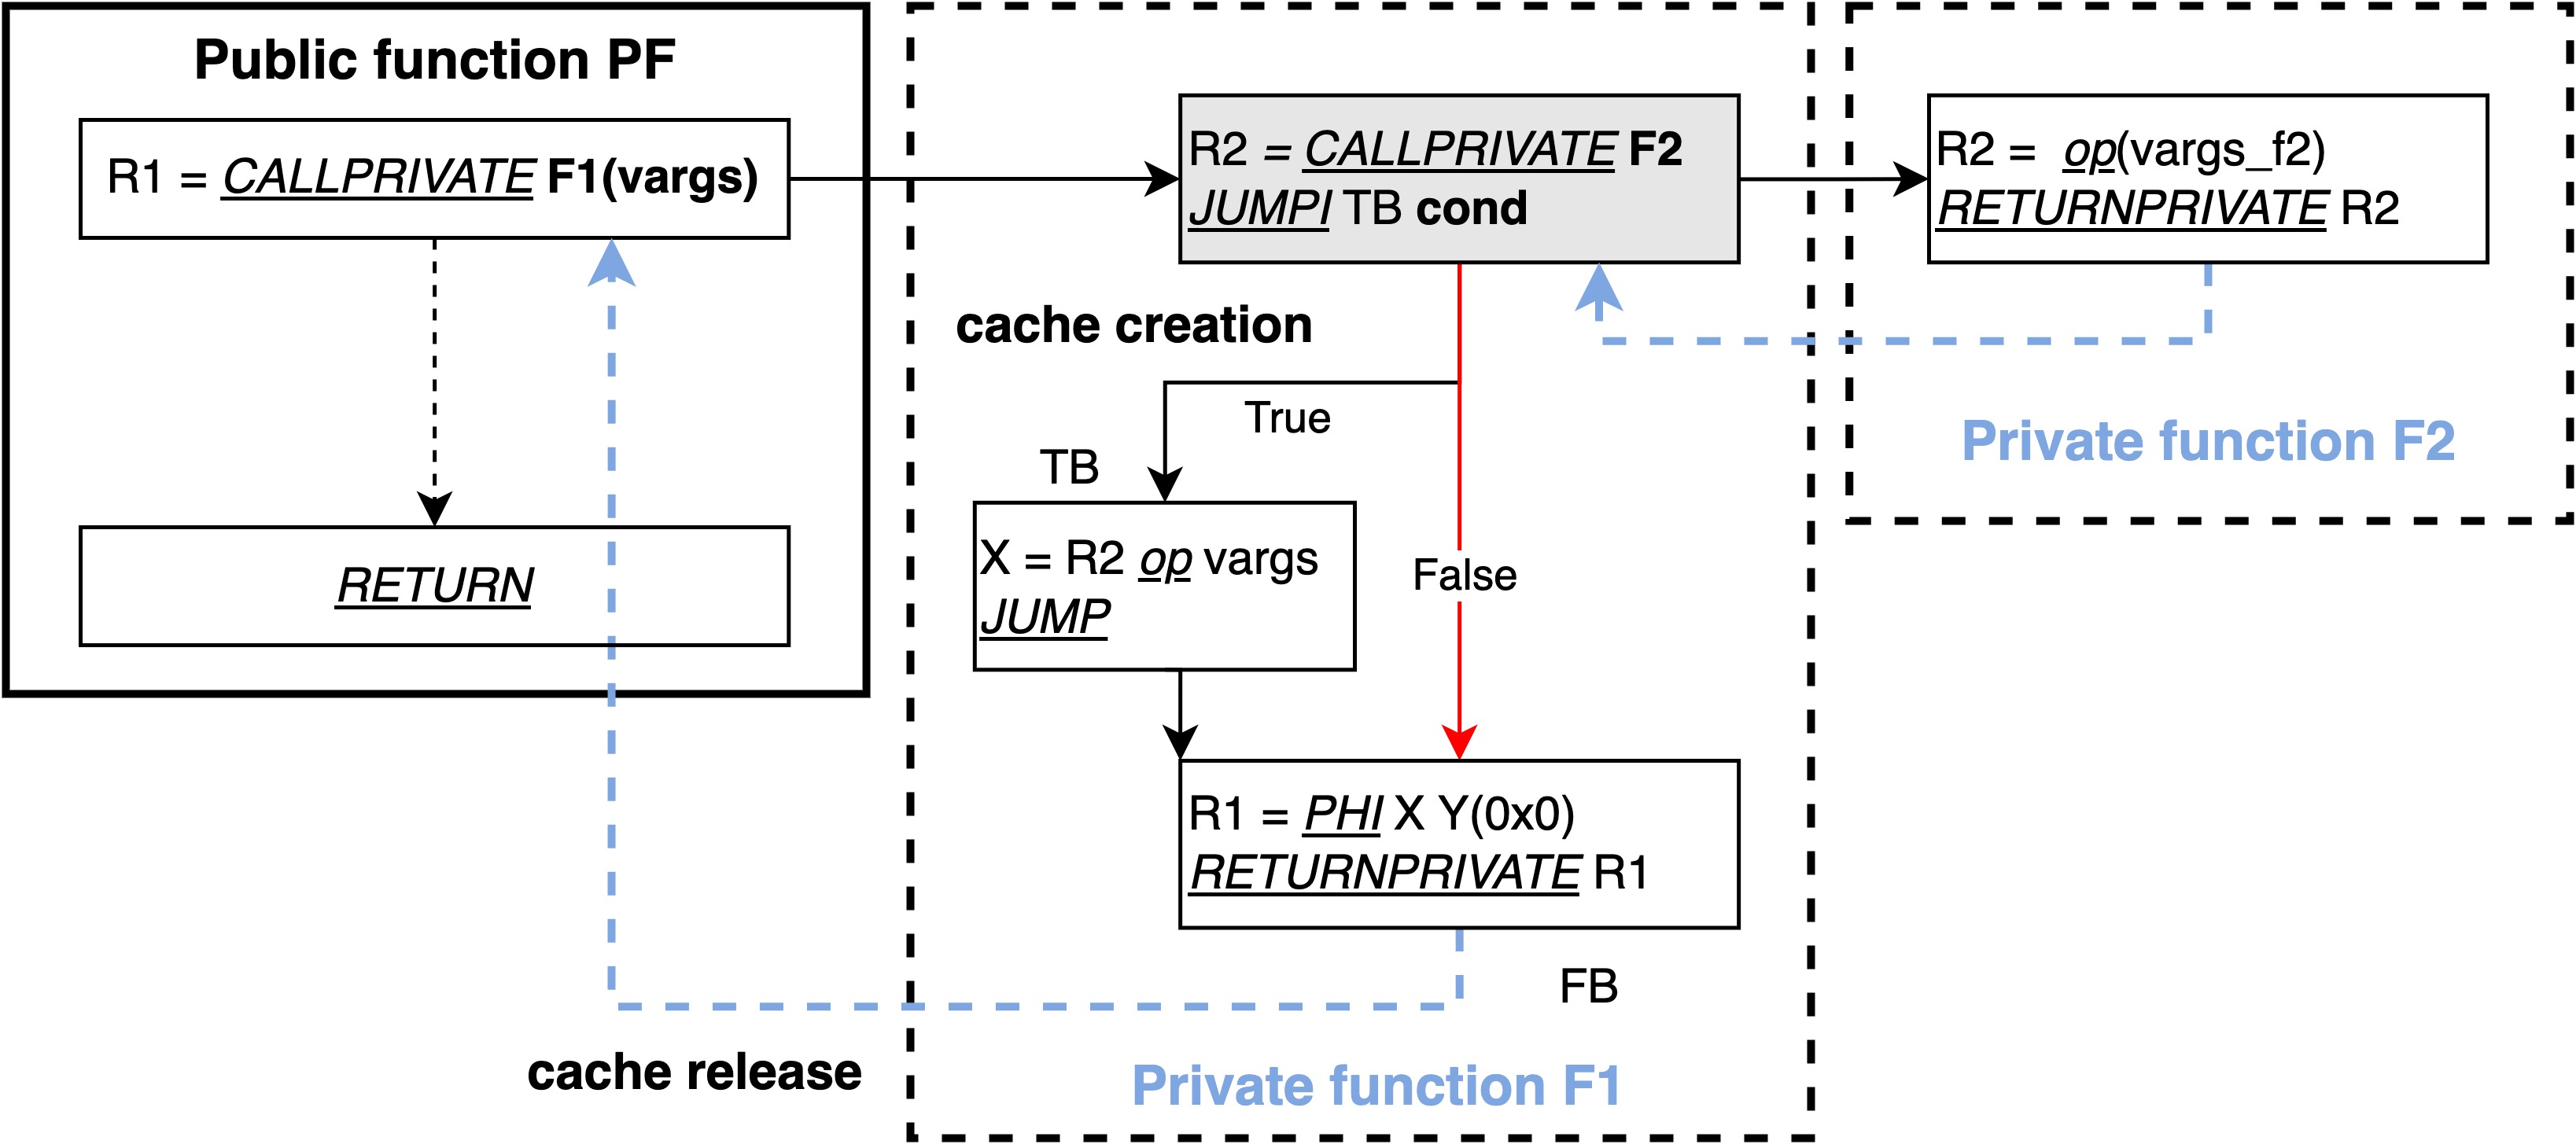 Public function PF
R1 = CALLPRIVATE F1(vargs)
RETURN
R2 = CALLPRIVATE F2
JUMPI TB cond
cache creation
True
TB
X = R2 op vargs
JUMP
False
R1 = PHI X Y(0x0)
RETURNPRIVATE R1
FB
cache release
Private function F1
R2 = op(vargs_f2)
RETURNPRIVATE R2
Private function F2